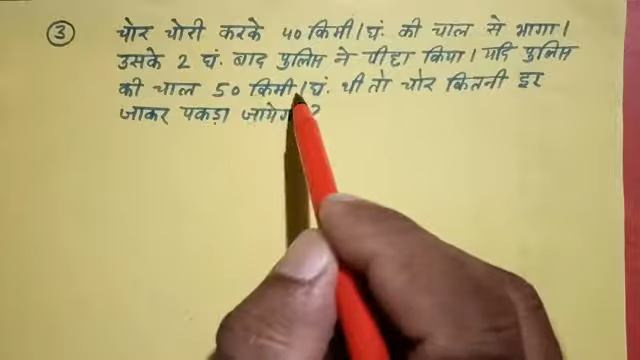 ③ चोर चोरी करके 40 किमी/घं. की चाल से भागा।
उसके 2 घं. बाद पुलिस ने पीछा किया। यदि पुलिस
की चाल 50 किमी/घं. थी तो चोर कितनी दूर
जाकर पकड़ा जायेगा ?